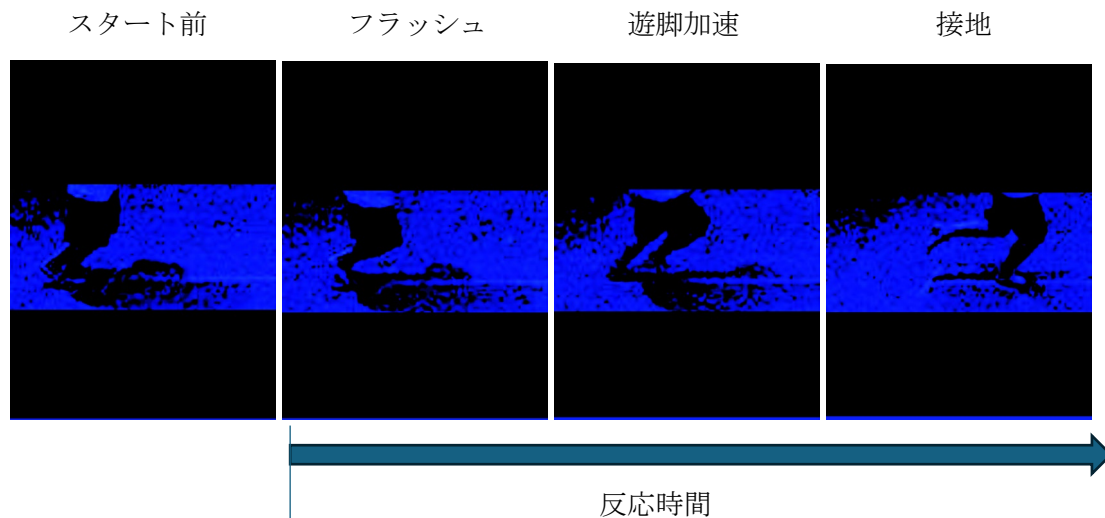 スタート前
フラッシュ
遊脚加速
接地
反応時間